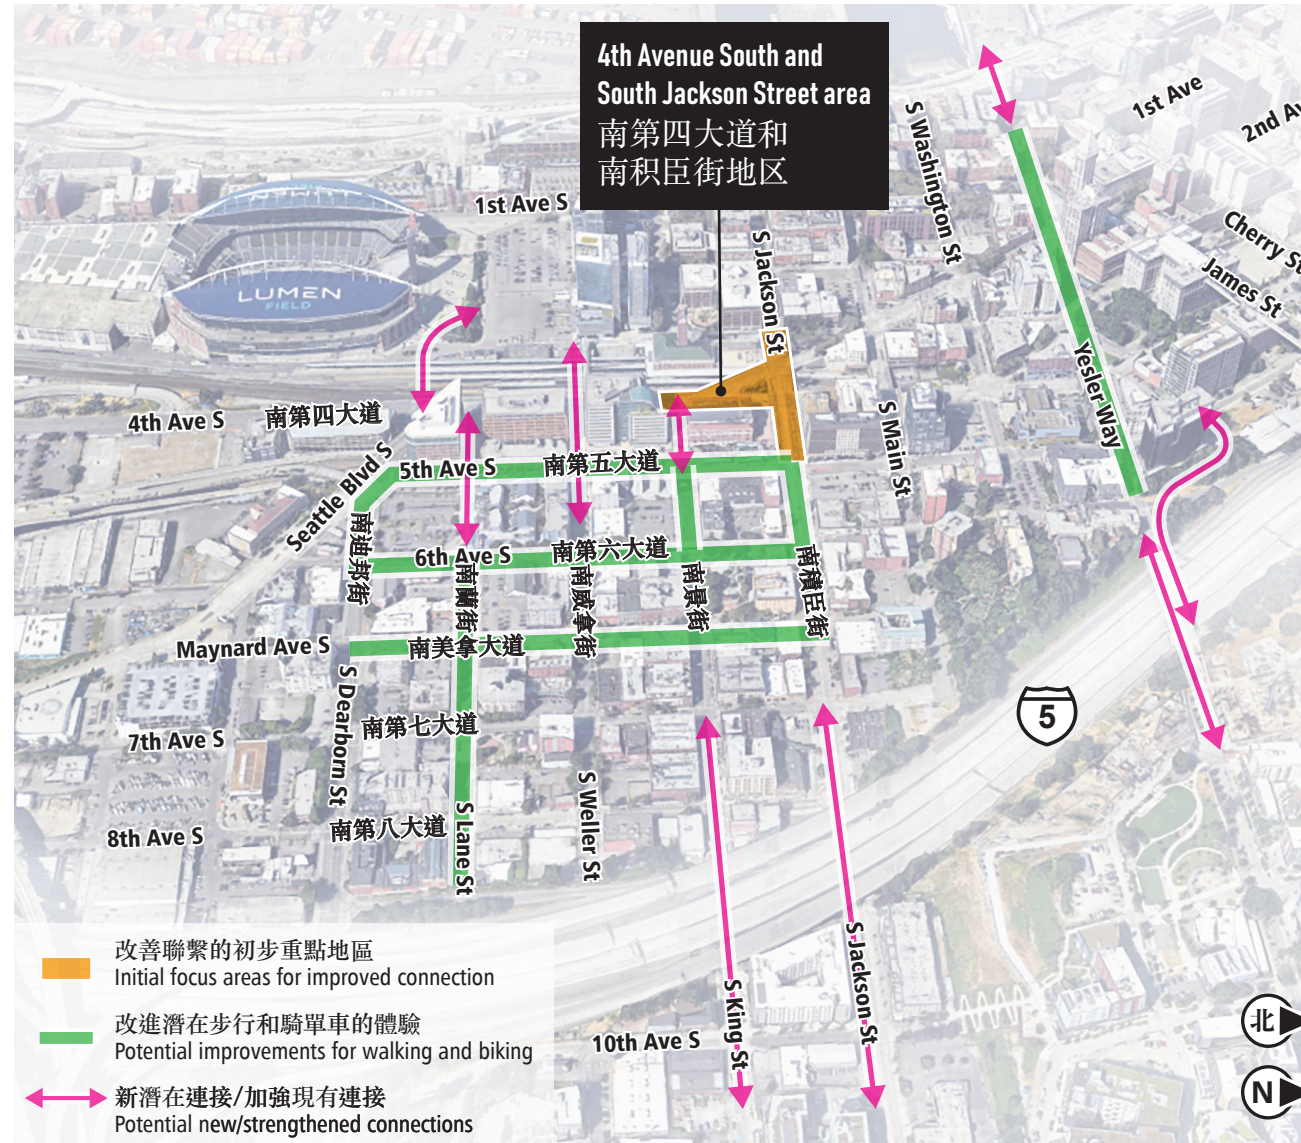 4th Avenue South and
South Jackson Street area
南第四大道和
南积臣街地区
1st Ave
2nd Av
S Washington St
1st Ave S
S Jackson St
Cherry St
James St
LUMEN
FIELD
Yesler Way
4th Ave S
南第四大道
S Main St
Seattle Blvd S
5th Ave S
南第五大道
南迪邦街
6th Ave S
南第六大道
南蘭街
南威拿街
南景街
南積臣街
Maynard Ave S
南美拿大道
S Dearborn St
南第七大道
7th Ave S
5
S Weller St
S Lane St
南第八大道
8th Ave S
S King St
S Jackson St
10th Ave S
改善聯繫的初步重點地區
Initial focus areas for improved connection
改進潛在步行和騎單車的體驗
Potential improvements for walking and biking
新潛在連接/加強現有連接
Potential new/strengthened connections
北
N